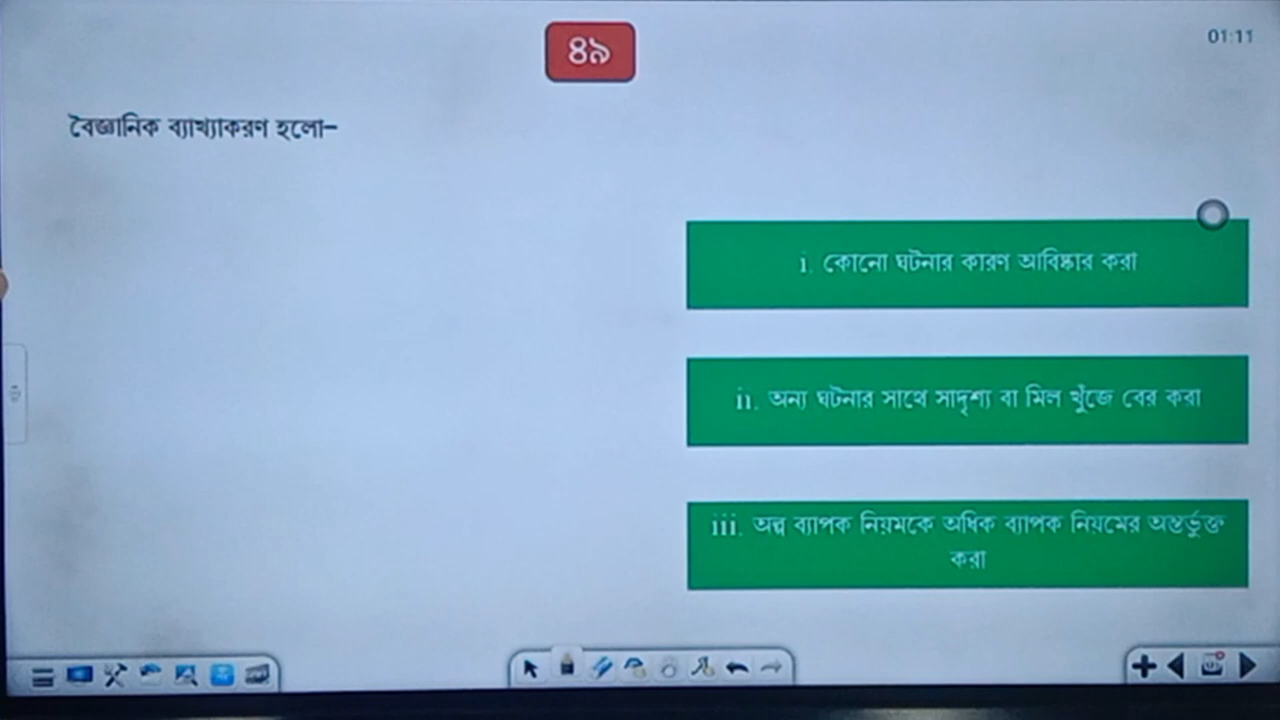 ৪৯
01:11
বৈজ্ঞানিক ব্যাখ্যাকরণ হলো–
i. কোনো ঘটনার কারণ আবিষ্কার করা
ii. অন্য ঘটনার সাথে সাদৃশ্য বা মিল খুঁজে বের করা
iii. অল্প ব্যাপক নিয়মকে অধিক ব্যাপক নিয়মের অন্তর্ভুক্ত
করা